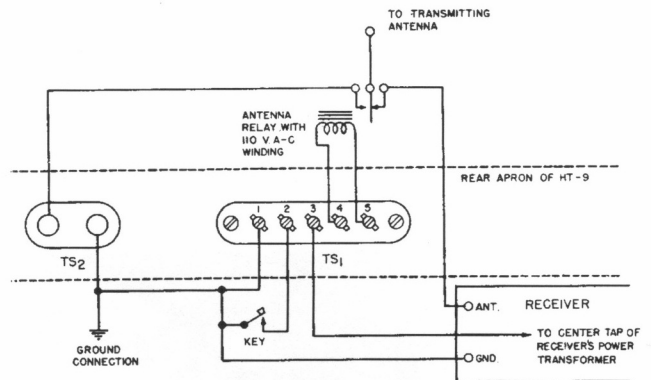 TO TRANSMITTING
ANTENNA
ANTENNA
RELAY WITH
110 V. A-C
WINDING
REAR APRON OF HT-9
1 2 3 4 5
TS2
TS1
ANT.
RECEIVER
KEY
TO CENTER TAP OF
RECEIVER'S POWER
TRANSFORMER
GROUND
CONNECTION
GND.